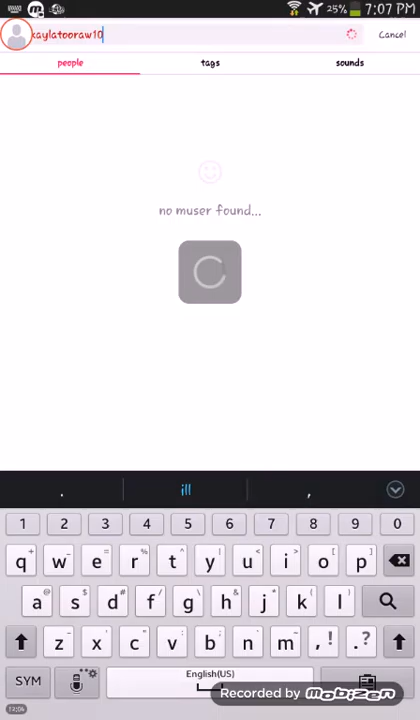 25% 7:07 PM
kaylatooraw10 Cancel
people tags sounds
no muser found...
. ill ,
1 2 3 4 5 6 7 8 9 0
q w e r t y u i o p
a s d f g h j k l
z x c v b n m , ! . ?
SYM English(US)
Recorded by mobizen